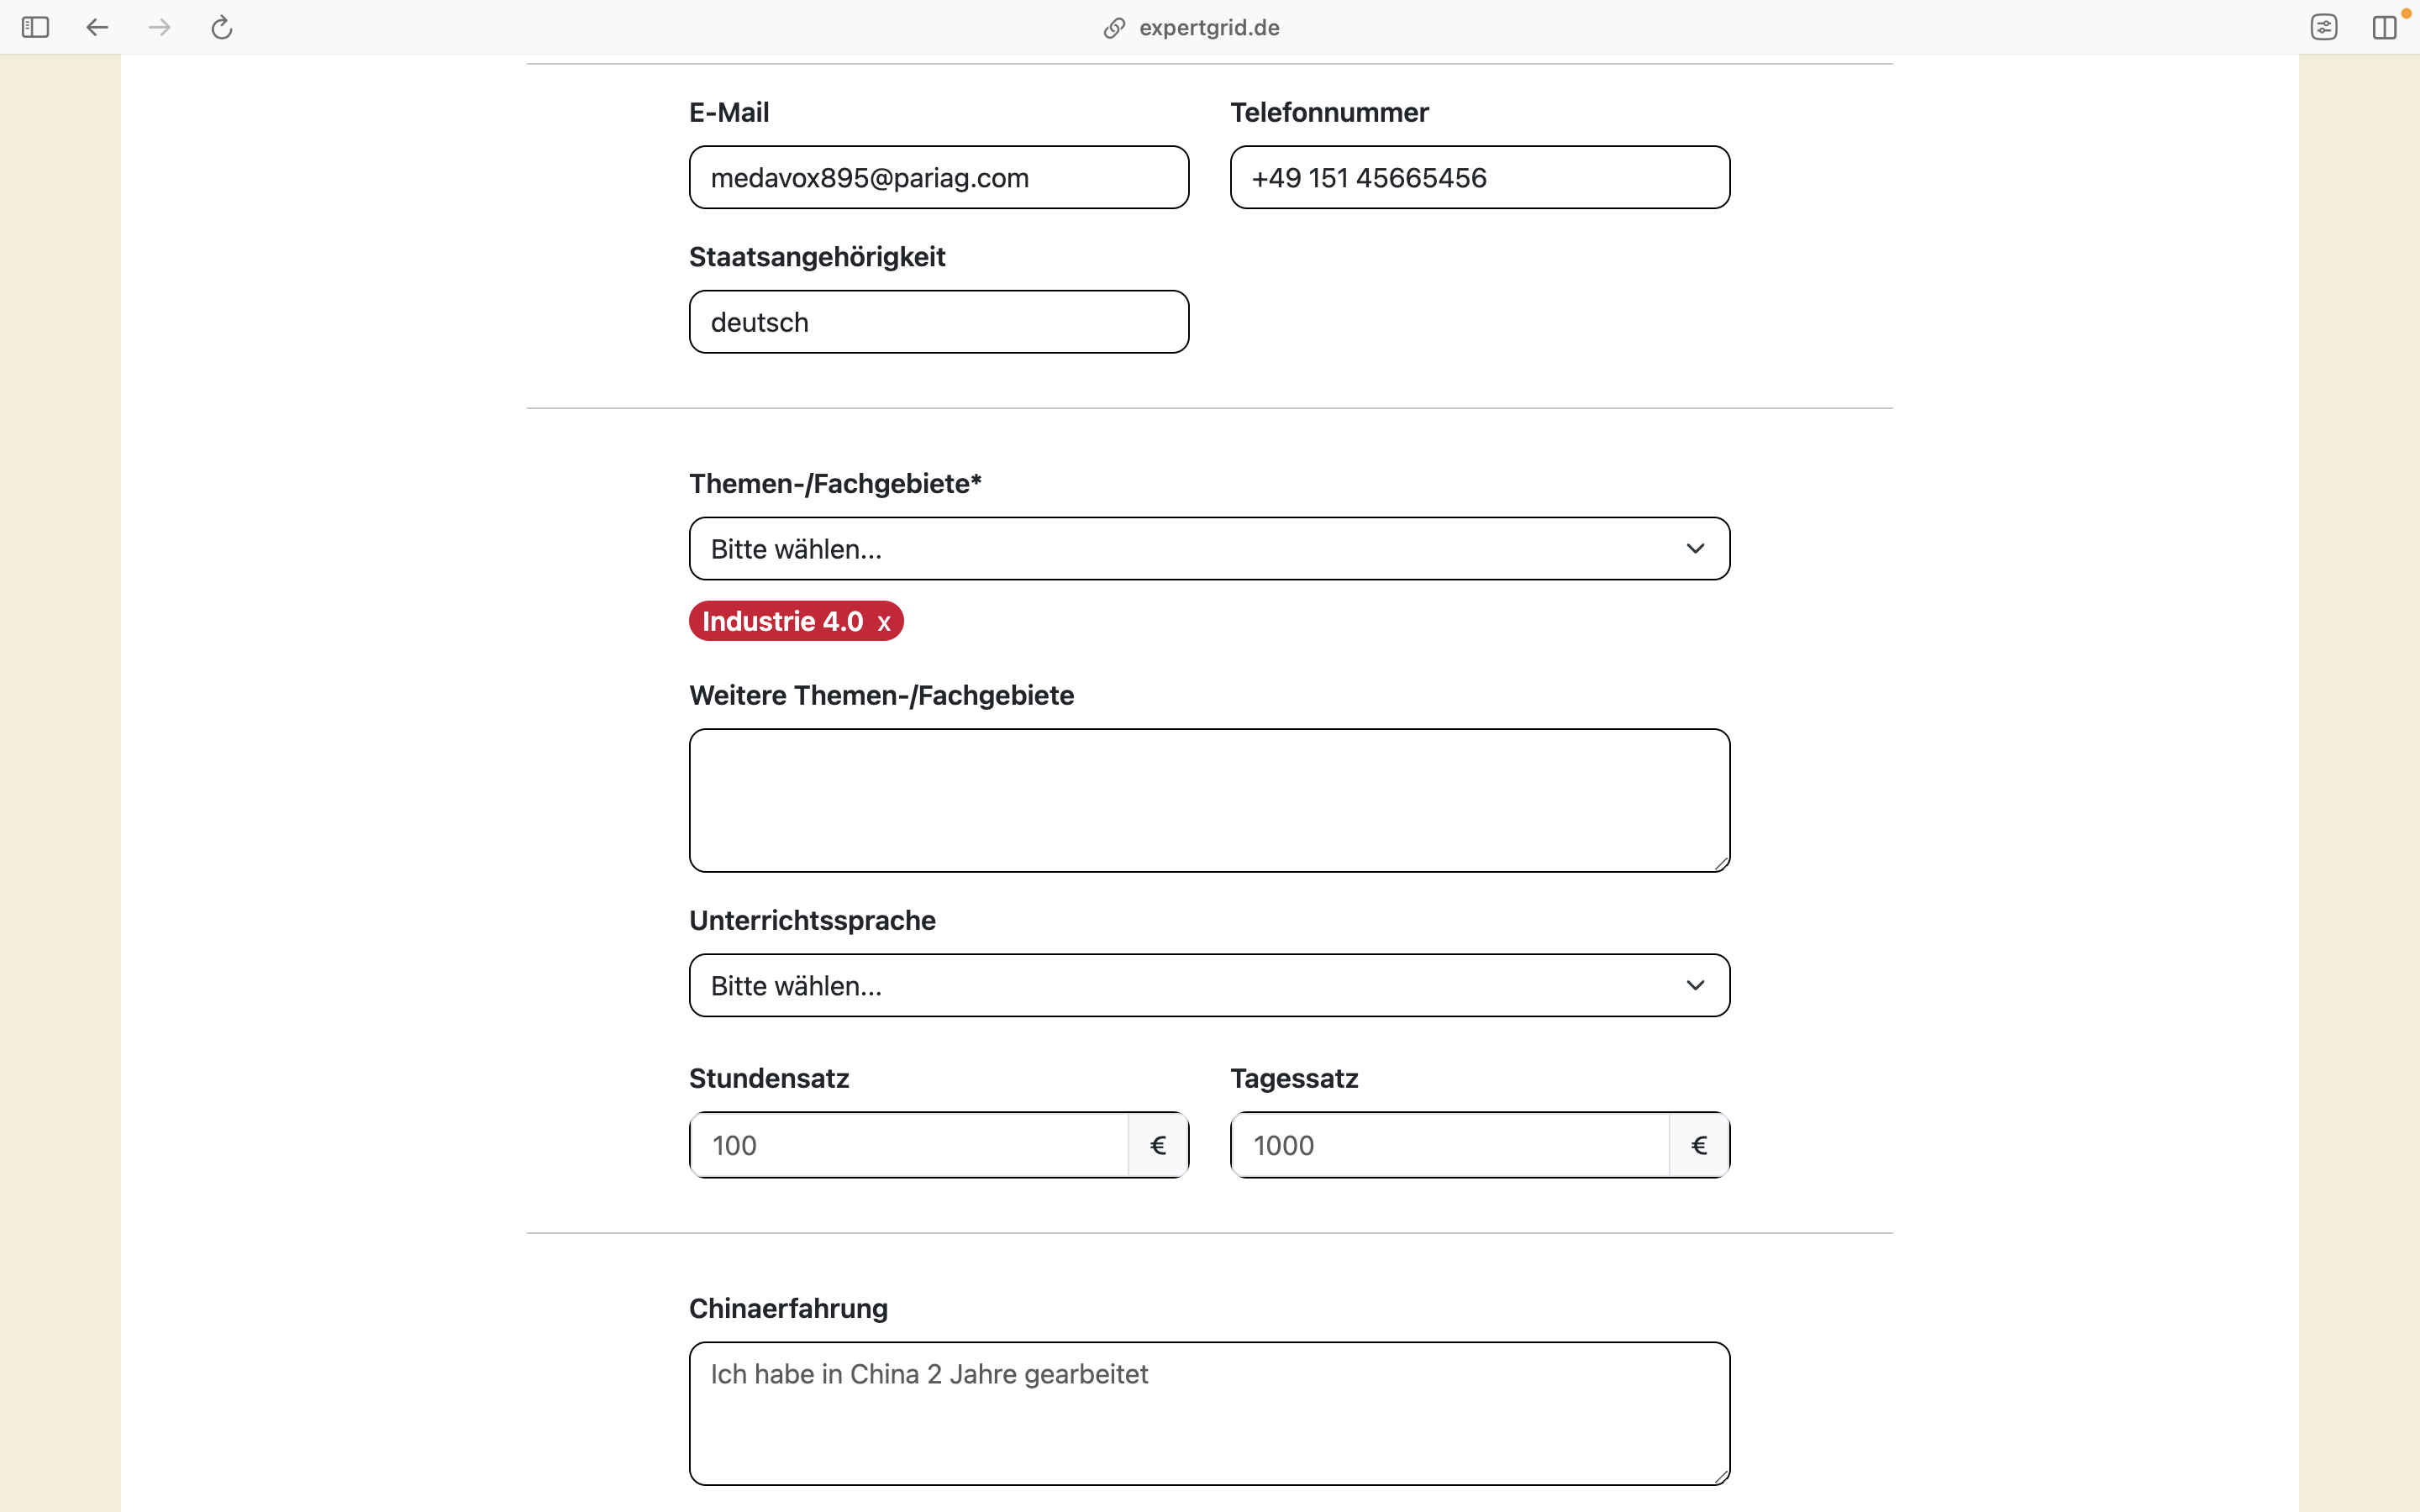 expertgrid.de
E-Mail
Telefonnummer
medavox895@pariag.com
+49 151 45665456
Staatsangehörigkeit
deutsch
Themen-/Fachgebiete*
Bitte wählen...
Industrie 4.0 x
Weitere Themen-/Fachgebiete
Unterrichtssprache
Bitte wählen...
Stundensatz
Tagessatz
100 €
1000 €
Chinaerfahrung
Ich habe in China 2 Jahre gearbeitet